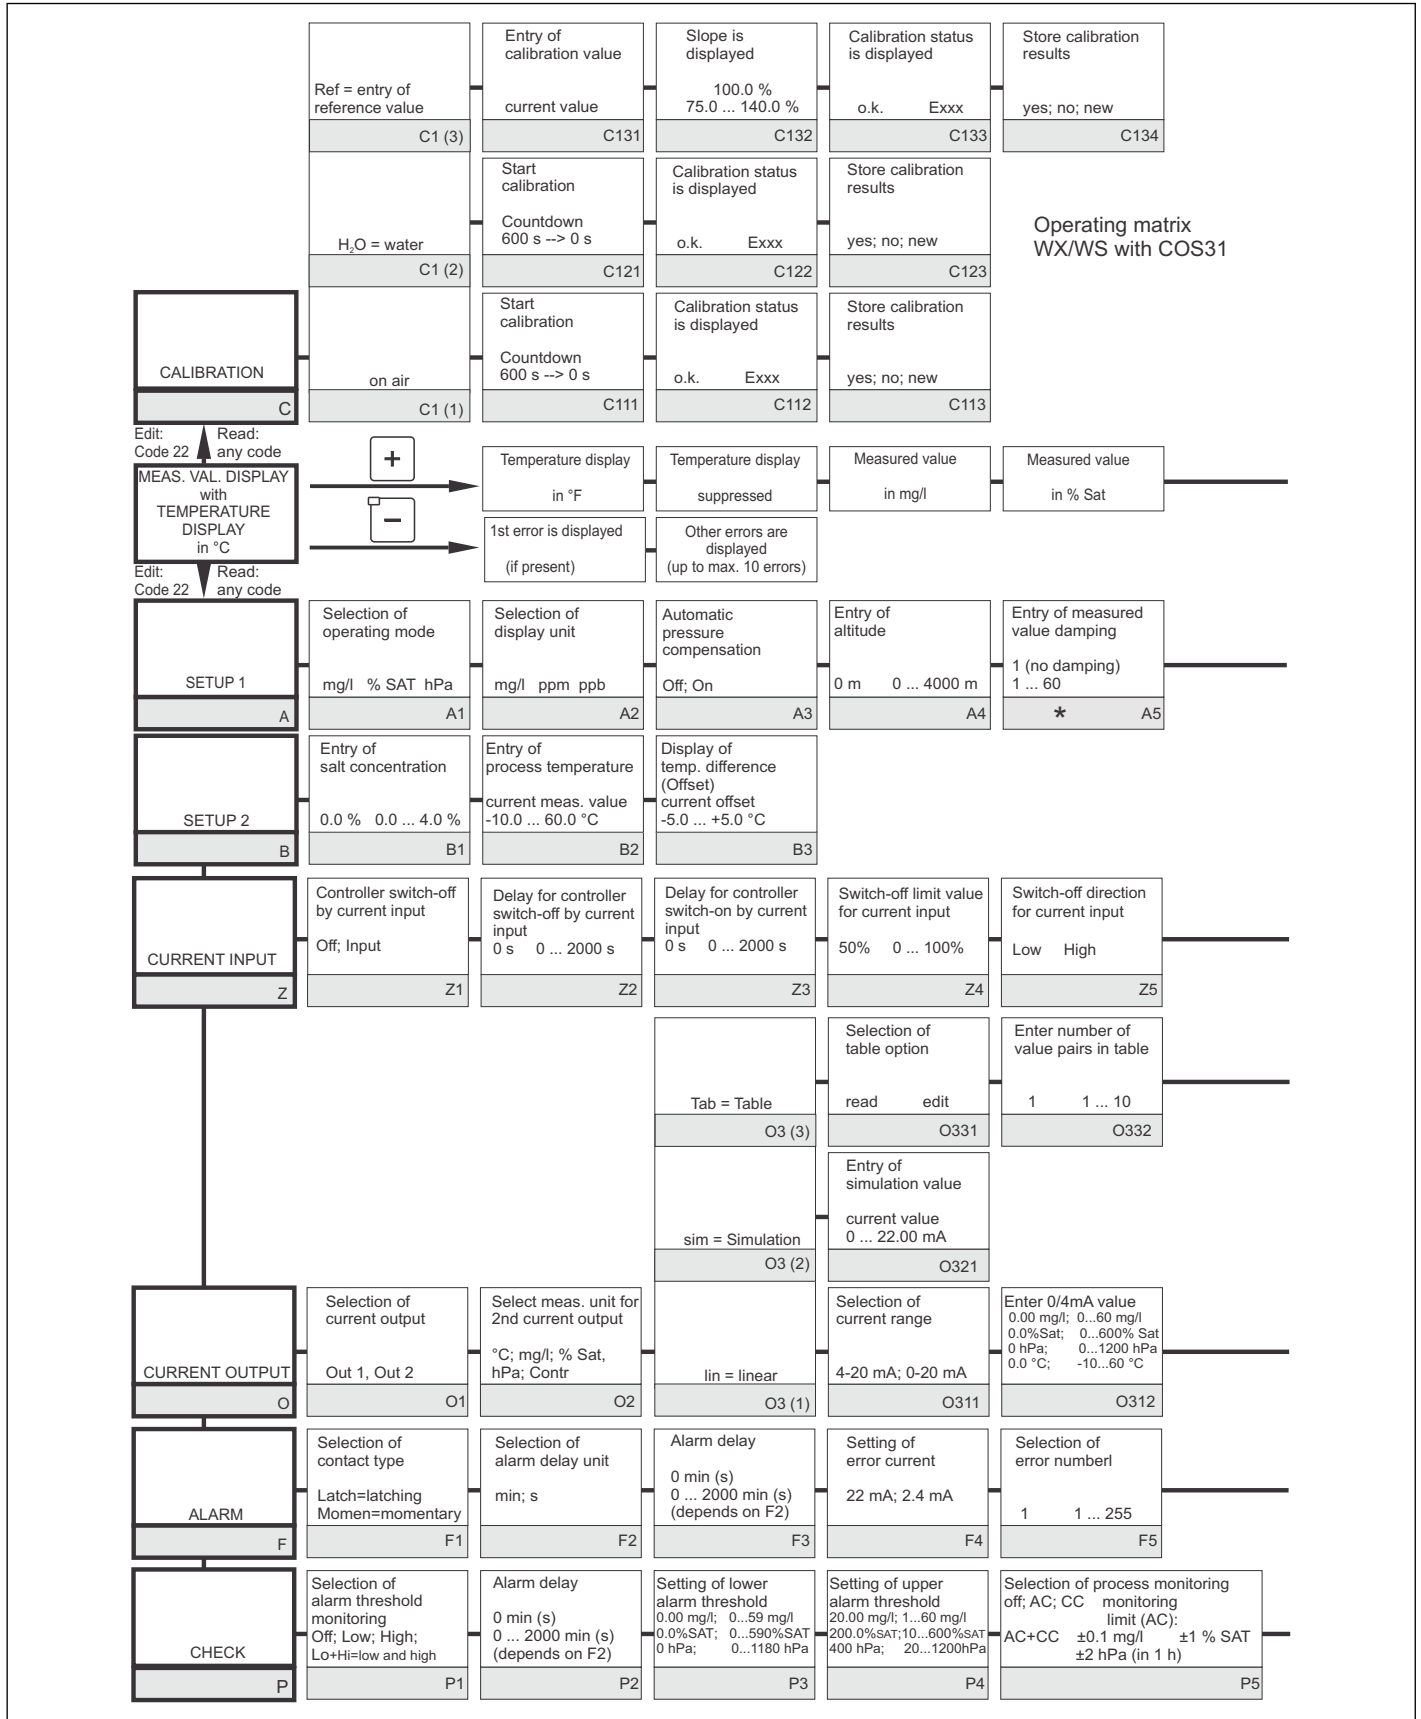 Ref = entry of
reference value
C1 (3)
Entry of
calibration value
current value
C131
Slope is
displayed
100.0 %
75.0 ... 140.0 %
C132
Calibration status
is displayed
o.k. Exxx
C133
Store calibration
results
yes; no; new
C134
H₂O = water
C1 (2)
Start
calibration
Countdown
600 s --> 0 s
C121
Calibration status
is displayed
o.k. Exxx
C122
Store calibration
results
yes; no; new
C123
Operating matrix
WX/WS with COS31
CALIBRATION
C
on air
C1 (1)
Start
calibration
Countdown
600 s --> 0 s
C111
Calibration status
is displayed
o.k. Exxx
C112
Store calibration
results
yes; no; new
C113
Edit: Read:
Code 22 any code
MEAS. VAL. DISPLAY
with
TEMPERATURE
DISPLAY
in °C
+
Temperature display
in °F
Temperature display
suppressed
Measured value
in mg/l
Measured value
in % Sat
−
1st error is displayed
(if present)
Other errors are
displayed
(up to max. 10 errors)
Edit: Read:
Code 22 any code
SETUP 1
A
Selection of
operating mode
mg/l % SAT hPa
A1
Selection of
display unit
mg/l ppm ppb
A2
Automatic
pressure
compensation
Off; On
A3
Entry of
altitude
0 m 0 ... 4000 m
A4
Entry of measured
value damping
1 (no damping)
1 ... 60
* A5
SETUP 2
B
Entry of
salt concentration
0.0 % 0.0 ... 4.0 %
B1
Entry of
process temperature
current meas. value
-10.0 ... 60.0 °C
B2
Display of
temp. difference
(Offset)
current offset
-5.0 ... +5.0 °C
B3
CURRENT INPUT
Z
Controller switch-off
by current input
Off; Input
Z1
Delay for controller
switch-off by current
input
0 s 0 ... 2000 s
Z2
Delay for controller
switch-on by current
input
0 s 0 ... 2000 s
Z3
Switch-off limit value
for current input
50% 0 ... 100%
Z4
Switch-off direction
for current input
Low High
Z5
Tab = Table
O3 (3)
Selection of
table option
read edit
O331
Enter number of
value pairs in table
1 1 ... 10
O332
sim = Simulation
O3 (2)
Entry of
simulation value
current value
0 ... 22.00 mA
O321
CURRENT OUTPUT
O
Selection of
current output
Out 1, Out 2
O1
Select meas. unit for
2nd current output
°C; mg/l; % Sat,
hPa; Contr
O2
lin = linear
O3 (1)
Selection of
current range
4-20 mA; 0-20 mA
O311
Enter 0/4mA value
0.00 mg/l; 0...60 mg/l
0.0%Sat; 0...600% Sat
0 hPa; 0...1200 hPa
0.0 °C; -10...60 °C
O312
ALARM
F
Selection of
contact type
Latch=latching
Momen=momentary
F1
Selection of
alarm delay unit
min; s
F2
Alarm delay
0 min (s)
0 ... 2000 min (s)
(depends on F2)
F3
Setting of
error current
22 mA; 2.4 mA
F4
Selection of
error numberl
1 1 ... 255
F5
CHECK
P
Selection of
alarm threshold
monitoring
Off; Low; High;
Lo+Hi=low and high
P1
Alarm delay
0 min (s)
0 ... 2000 min (s)
(depends on F2)
P2
Setting of lower
alarm threshold
0.00 mg/l; 0...59 mg/l
0.0%SAT; 0...590%SAT
0 hPa; 0...1180 hPa
P3
Setting of upper
alarm threshold
20.00 mg/l; 1...60 mg/l
200.0%SAT;10...600%SAT
400 hPa; 20...1200hPa
P4
Selection of process monitoring
off; AC; CC monitoring
limit (AC):
AC+CC ±0.1 mg/l ±1 % SAT
±2 hPa (in 1 h)
P5